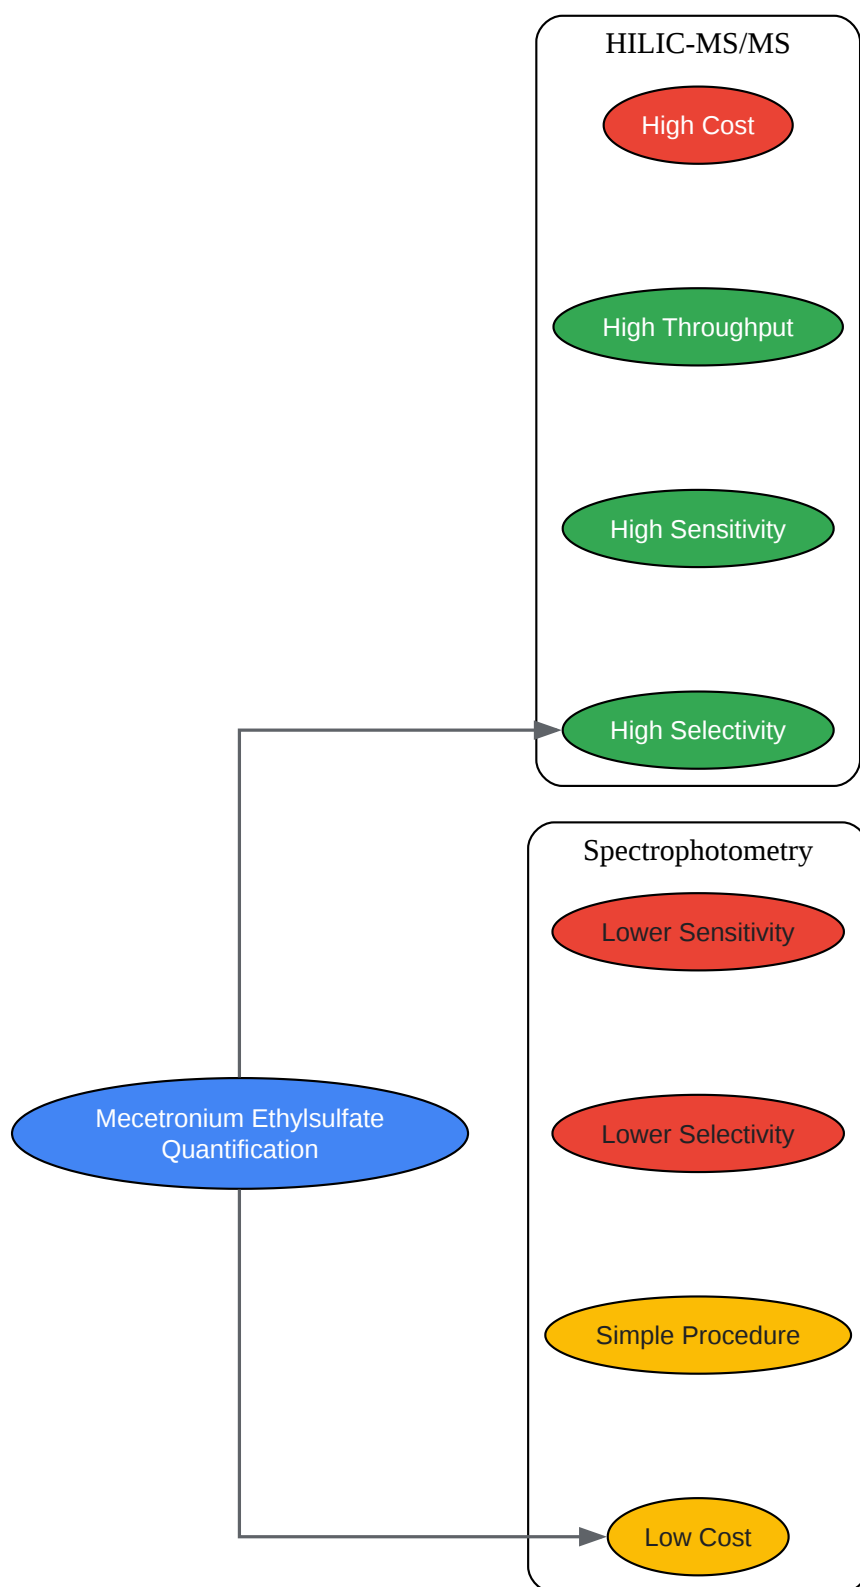 HILIC-MS/MS
High Cost
High Throughput
High Sensitivity
High Selectivity
Spectrophotometry
Lower Sensitivity
Mecetronium Ethylsulfate
Quantification
Lower Selectivity
Simple Procedure
Low Cost